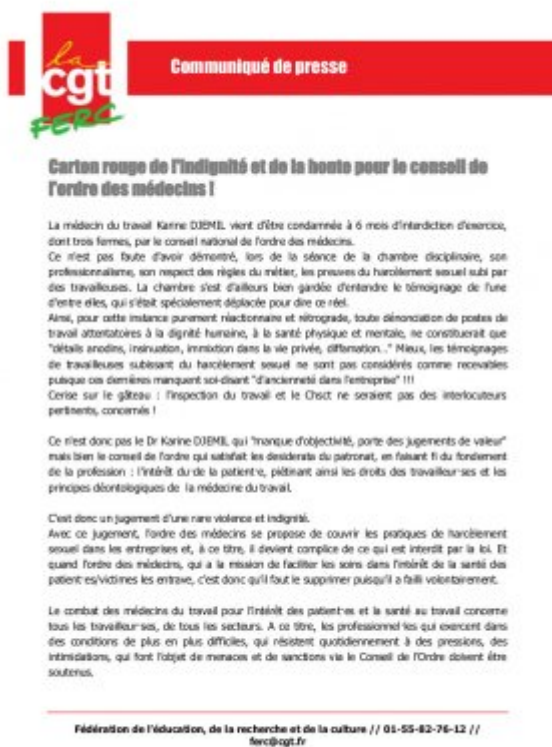 la
cgt
FERC
Communiqué de presse
Carton rouge de l'indignité et de la honte pour le conseil de
l'ordre des médecins !
La médecin du travail Karine DJEMIL vient d'être condamnée à 6 mois d'interdiction d'exercice,
dont trois fermes, par le conseil national de l'ordre des médecins.
Ce n'est pas faute d'avoir démontré, lors de la séance de la chambre disciplinaire, son
professionnalisme, son respect des règles du métier, les preuves du harcèlement sexuel subi par
des travailleuses. La chambre s'est d'ailleurs bien gardée d'entendre le témoignage de l'une
d'entre elles, qui s'était spécialement déplacée pour dire ce réel.
Ainsi, pour cette instance purement réactionnaire et rétrograde, toute dénonciation de postes de
travail attentatoires à la dignité humaine, à la santé physique et mentale, ne constituerait que
"détails anodins, insinuation, immixtion dans la vie privée, diffamation..." Mieux, les témoignages
de travailleuses subissant du harcèlement sexuel ne sont pas considérés comme recevables
puisque ces dernières manquent soi-disant "d'ancienneté dans l'entreprise" !!!
Cerise sur le gâteau : l'inspection du travail et le Chsct ne seraient pas des interlocuteurs
pertinents, concernés !
Ce n'est donc pas le Dr Karine DJEMIL qui "manque d'objectivité, porte des jugements de valeur"
mais bien le conseil de l'ordre qui satisfait les desiderata du patronat, en faisant fi du fondement
de la profession : l'intérêt du·de la patient·e, piétinant ainsi les droits des travailleur·ses et les
principes déontologiques de la médecine du travail.
C'est donc un jugement d'une rare violence et indignité.
Avec ce jugement, l'ordre des médecins se propose de couvrir les pratiques de harcèlement
sexuel dans les entreprises et, à ce titre, il devient complice de ce qui est interdit par la loi. Et
quand l'ordre des médecins, qui a la mission de faciliter les soins dans l'intérêt de la santé des
patient·es/victimes les entrave, c'est donc qu'il faut le supprimer puisqu'il a failli volontairement.
Le combat des médecins du travail pour l'intérêt des patient·es et la santé au travail concerne
tous les travailleur·ses, de tous les secteurs. A ce titre, les professionnel·les qui exercent dans
des conditions de plus en plus difficiles, qui résistent quotidiennement à des pressions, des
intimidations, qui font l'objet de menaces et de sanctions via le Conseil de l'Ordre doivent être
soutenus.
Fédération de l'éducation, de la recherche et de la culture // 01-55-82-76-12 //
ferc@cgt.fr